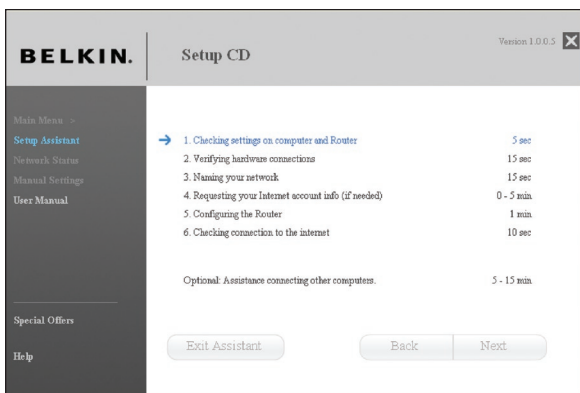 BELKIN.
Setup CD
Version 1.0.0.5
Main Menu >
Setup Assistant
Network Status
Manual Settings
User Manual
Special Offers
Help
1. Checking settings on computer and Router 5 sec
2. Verifying hardware connections 15 sec
3. Naming your network 15 sec
4. Requesting your Internet account info (if needed) 0 - 5 min
5. Configuring the Router 1 min
6. Checking connection to the internet 10 sec
Optional: Assistance connecting other computers. 5 - 15 min
Exit Assistant Back Next